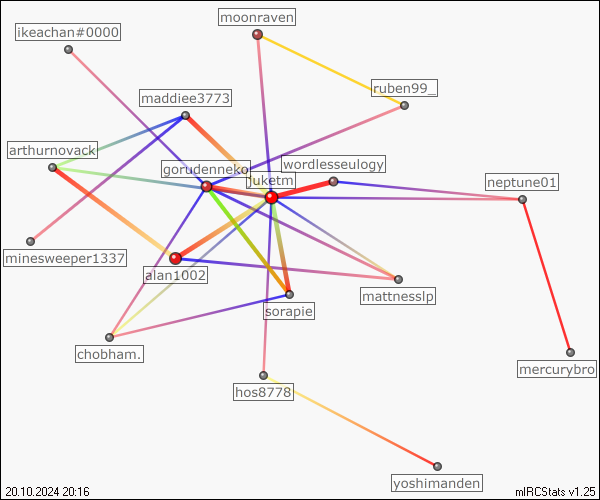 moonraven
ikeachan#0000
ruben99_
maddiee3773
arthurnovack
wordlesseulogy
gorudenneko
juketm
neptune01
minesweeper1337
alan1002
mattnesslp
sorapie
chobham.
mercurybro
hos8778
yoshimanden
20.10.2024 20:16
mIRCStats v1.25